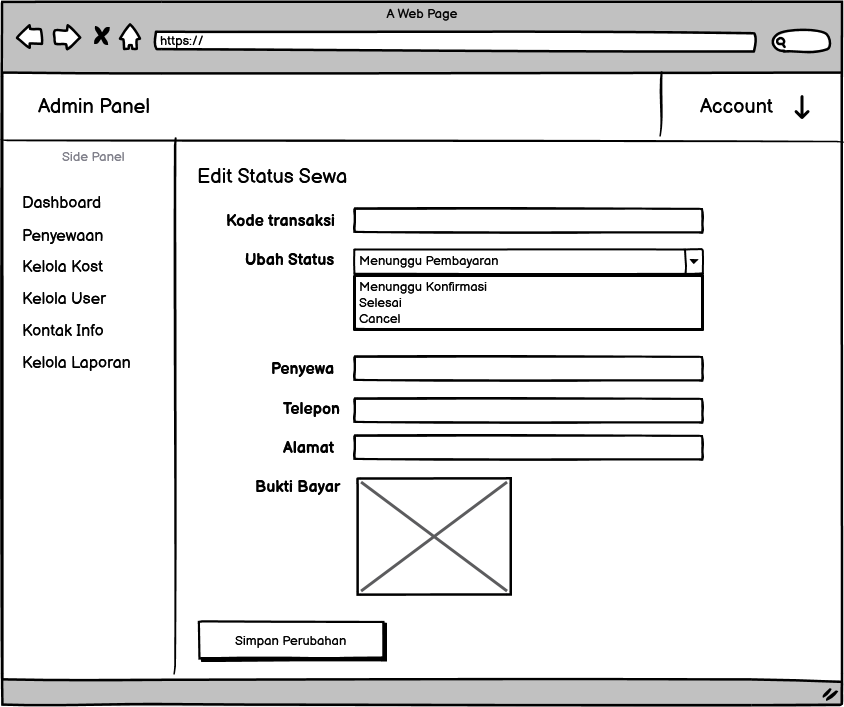 A Web Page
https://
Admin Panel
Account
Side Panel
Dashboard
Penyewaan
Kelola Kost
Kelola User
Kontak Info
Kelola Laporan
Edit Status Sewa
Kode transaksi
Ubah Status
Menunggu Pembayaran
Menunggu Konfirmasi
Selesai
Cancel
Penyewa
Telepon
Alamat
Bukti Bayar
Simpan Perubahan